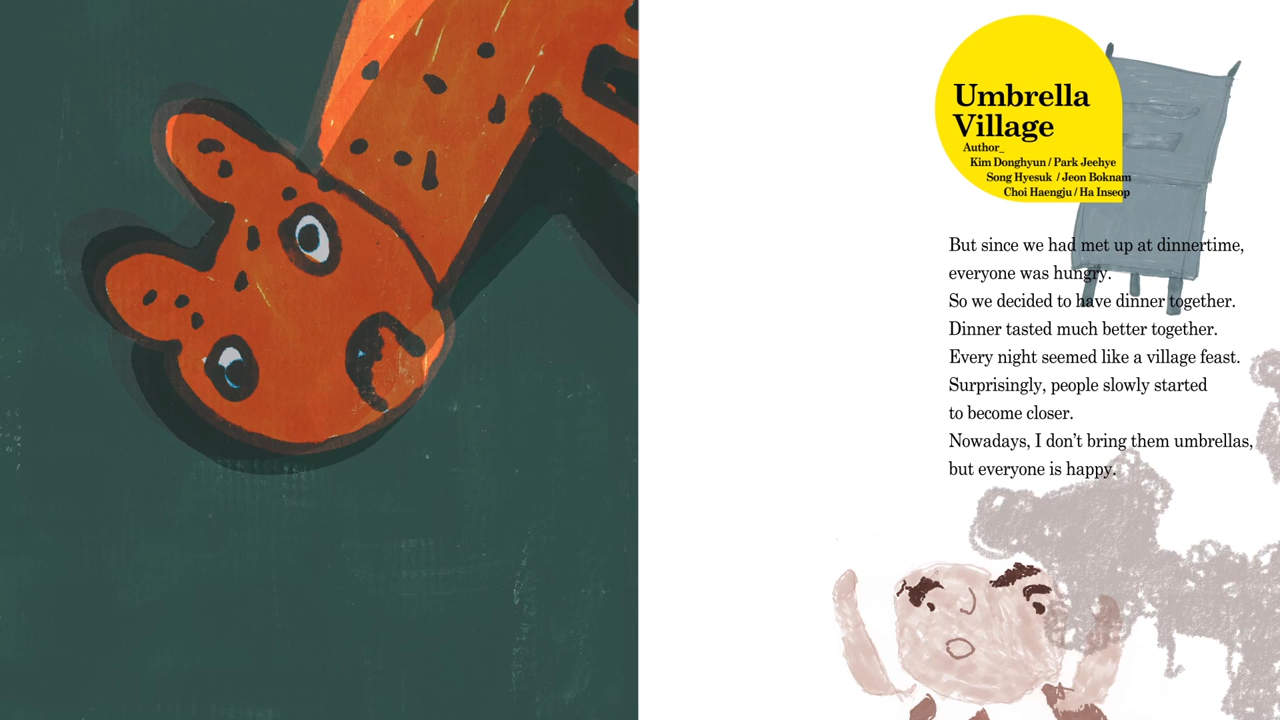 Umbrella
Village
Author_
Kim Donghyun / Park Jeehye
Song Hyesuk / Jeon Boknam
Choi Haengju / Ha Inseop
But since we had met up at dinnertime,
everyone was hungry.
So we decided to have dinner together.
Dinner tasted much better together.
Every night seemed like a village feast.
Surprisingly, people slowly started
to become closer.
Nowadays, I don’t bring them umbrellas,
but everyone is happy.